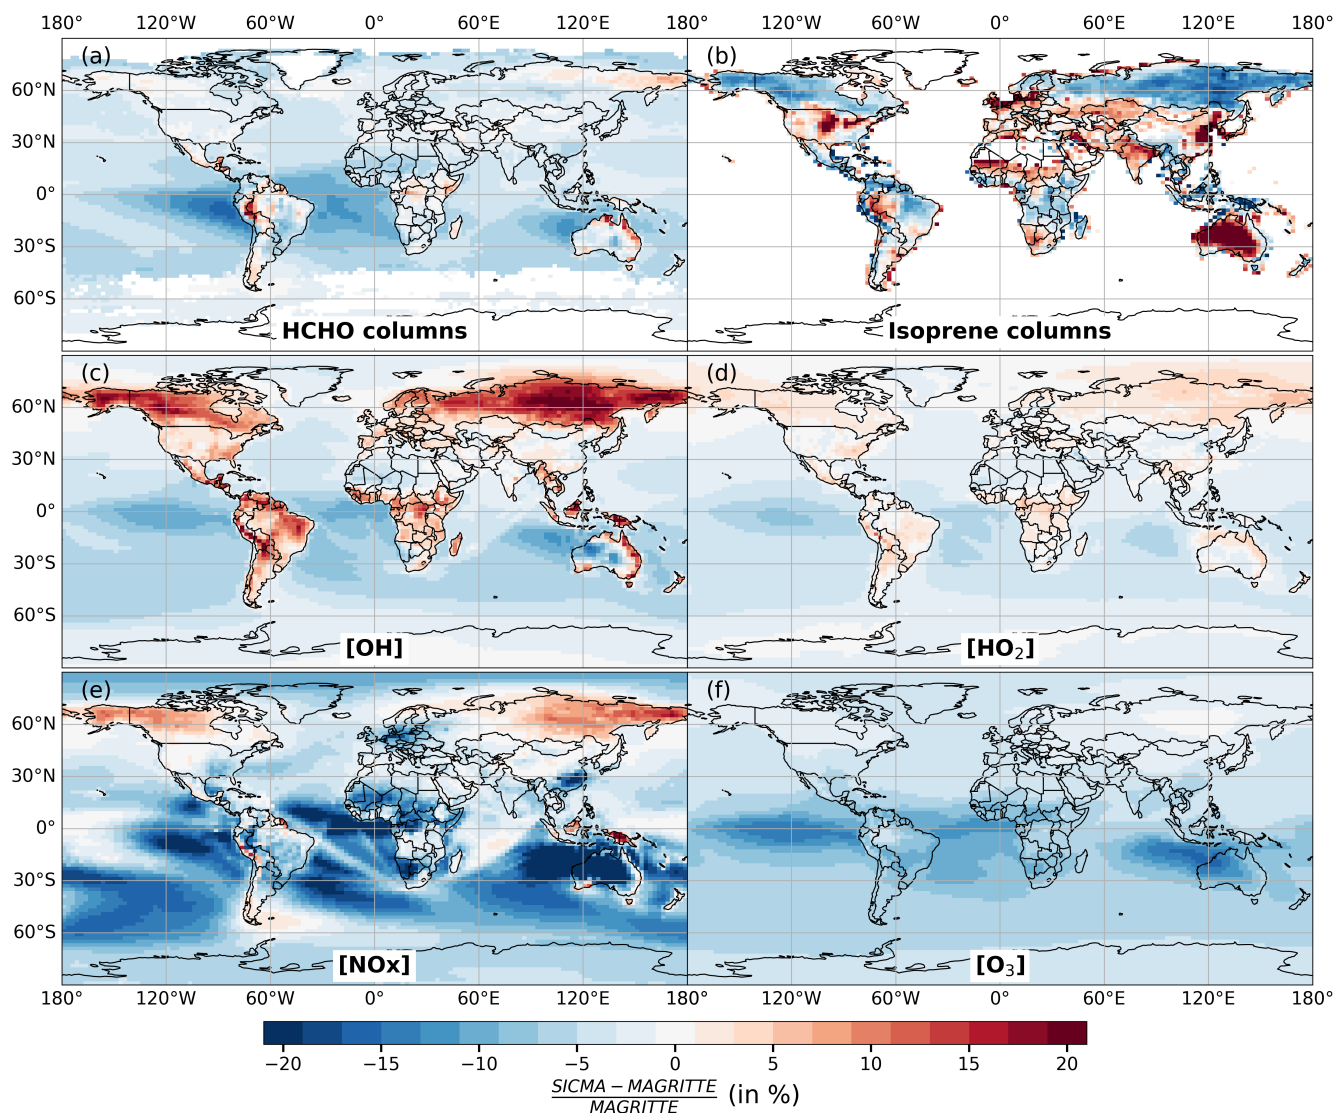 180° 120°W 60°W 0° 60°E 120°E 180° 120°W 60°W 0° 60°E 120°E 180°
(a) (b)
60°N
30°N
0°
30°S
60°S
HCHO columns Isoprene columns
(c) (d)
60°N
30°N
0°
30°S
60°S
[OH] [HO₂]
(e) (f)
60°N
30°N
0°
30°S
60°S
[NOx] [O₃]
180° 120°W 60°W 0° 60°E 120°E 180° 120°W 60°W 0° 60°E 120°E 180°
−20 −15 −10 −5 0 5 10 15 20
SICMA − MAGRITTE
MAGRITTE (in %)